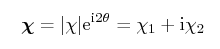 𝝌 = |χ|e^{i2θ} = χ₁ + iχ₂